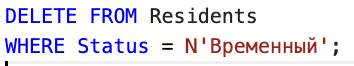 DELETE FROM Residents
WHERE Status = N'Временный';